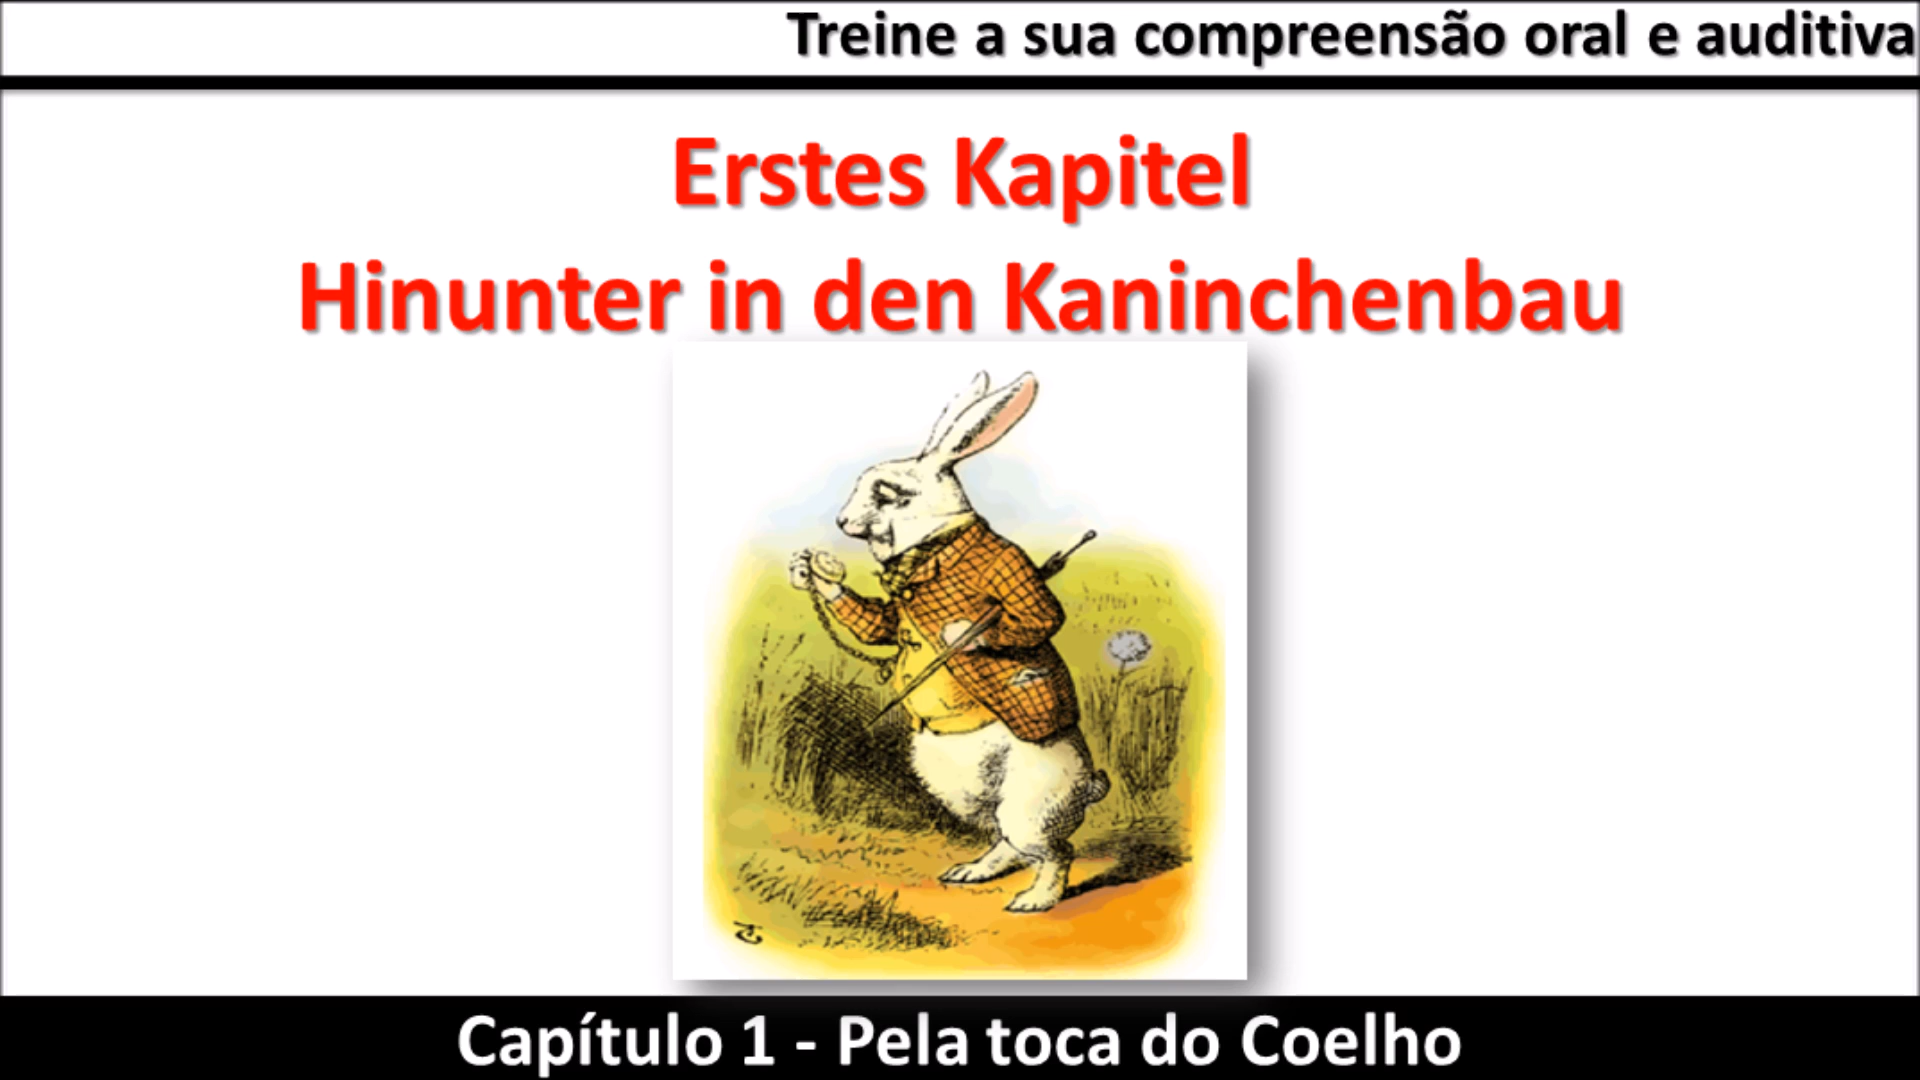 Treine a sua compreensão oral e auditiva
Erstes Kapitel
Hinunter in den Kaninchenbau
Capítulo 1 - Pela toca do Coelho